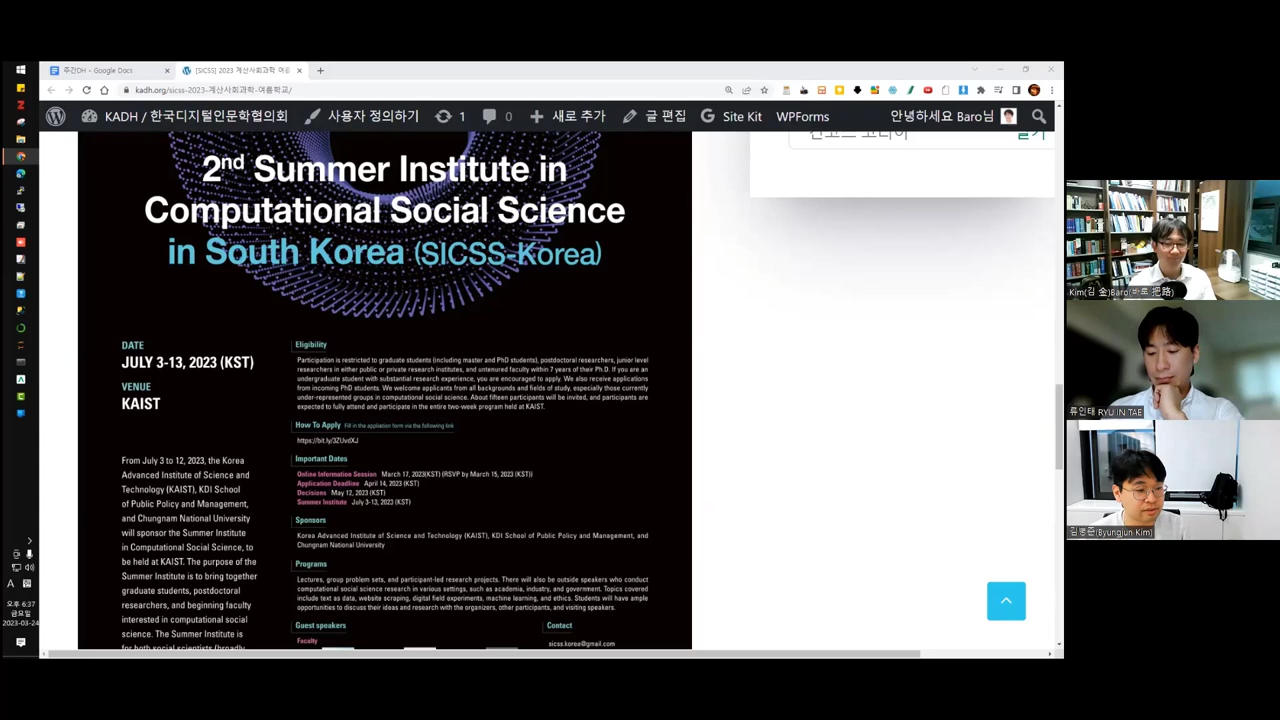 주간DH - Google Docs
[SICSS] 2023 계산사회과학 여름
kadh.org/sicss-2023-계산사회과학-여름학교/
KADH / 한국디지털인문학협의회
사용자 정의하기
1
0
새로 추가
글 편집
Site Kit
WPForms
안녕하세요 Baro님
2nd Summer Institute in
Computational Social Science
in South Korea (SICSS-Korea)
DATE
JULY 3-13, 2023 (KST)
VENUE
KAIST
From July 3 to 12, 2023, the Korea
Advanced Institute of Science and
Technology (KAIST), KDI School
of Public Policy and Management,
and Chungnam National University
will sponsor the Summer Institute
in Computational Social Science, to
be held at KAIST. The purpose of the
Summer Institute is to bring together
graduate students, postdoctoral
researchers, and beginning faculty
interested in computational social
science. The Summer Institute is
for both social scientists (broadly
Eligibility
Participation is restricted to graduate students (including master and PhD students), postdoctoral researchers, junior level
researchers in either public or private research institutes, and untenured faculty within 7 years of their Ph.D. If you are an
undergraduate student with substantial research experience, you are encouraged to apply. We also receive applications
from incoming PhD students. We welcome applicants from all backgrounds and fields of study, especially those currently
under-represented groups in computational social science. About fifteen participants will be invited, and participants are
expected to fully attend and participate in the entire two-week program held at KAIST.
How To Apply Fill in the appliation form via the following link
https://bit.ly/3ZUvdXJ
Important Dates
Online Information Session March 17, 2023(KST) (RSVP by March 15, 2023 (KST))
Application Deadline April 14, 2023 (KST)
Decisions May 12, 2023 (KST)
Summer Institute July 3-13, 2023 (KST)
Sponsors
Korea Advanced Institute of Science and Technology (KAIST), KDI School of Public Policy and Management, and
Chungnam National University
Programs
Lectures, group problem sets, and participant-led research projects. There will also be outside speakers who conduct
computational social science research in various settings, such as academia, industry, and government. Topics covered
include text as data, website scraping, digital field experiments, machine learning, and ethics. Students will have ample
opportunities to discuss their ideas and research with the organizers, other participants, and visiting speakers.
Guest speakers
Faculty
Contact
sicss.korea@gmail.com
Kim(김 金)Baro(바로 把路)
류인태 RYU IN TAE
김병준(Byungjun Kim)
A
오후 6:37
금요일
2023-03-24